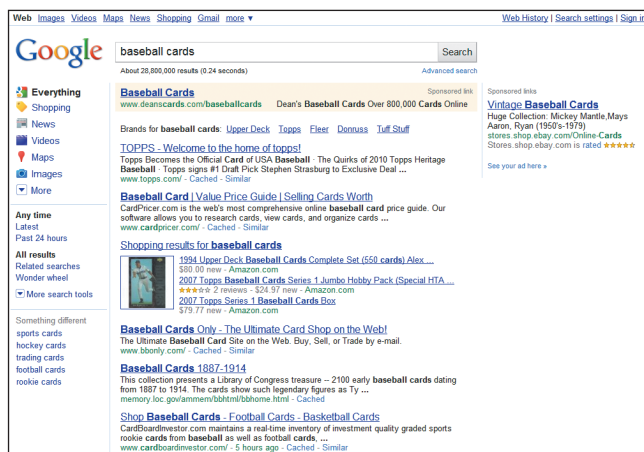 Web Images Videos Maps News Shopping Gmail more ▼
Web History | Search settings | Sign in
Google
baseball cards
Search
About 28,800,000 results (0.24 seconds)
Advanced search
Everything
Shopping
News
Videos
Maps
Images
More
Any time
Latest
Past 24 hours
All results
Related searches
Wonder wheel
More search tools
Something different
sports cards
hockey cards
trading cards
football cards
rookie cards
Baseball Cards
Sponsored link
www.deanscards.com/baseballcards Dean's Baseball Cards Over 800,000 Cards Online
Brands for baseball cards: Upper Deck Topps Fleer Donruss Tuff Stuff
TOPPS - Welcome to the home of topps!
Topps Becomes the Official Card of USA Baseball · The Quirks of 2010 Topps Heritage
Baseball · Topps signs #1 Draft Pick Stephen Strasburg to Exclusive Deal ...
www.topps.com/ - Cached - Similar
Baseball Card | Value Price Guide | Selling Cards Worth
CardPricer.com is the web's most comprehensive online baseball card price guide. Our
software allows you to research cards, view cards, and organize cards ...
www.cardpricer.com/ - Cached - Similar
Shopping results for baseball cards
1994 Upper Deck Baseball Cards Complete Set (550 cards) Alex ...
$80.00 new - Amazon.com
2007 Topps Baseball Cards Series 1 Jumbo Hobby Pack (Special HTA ...
2 reviews - $24.97 new - Amazon.com
2007 Topps Series 1 Baseball Cards Box
$79.77 new - Amazon.com
Baseball Cards Only - The Ultimate Card Shop on the Web!
The Ultimate Baseball Card Site on the Web. Buy, Sell, or Trade by e-mail.
www.bbonly.com/ - Cached - Similar
Baseball Cards 1887-1914
This collection presents a Library of Congress treasure -- 2100 early baseball cards dating
from 1887 to 1914. The cards show such legendary figures as Ty ...
memory.loc.gov/ammem/bbhtml/bbhome.html - Cached
Shop Baseball Cards - Football Cards - Basketball Cards
CardBoardInvestor.com maintains a real-time inventory of investment quality graded sports
rookie cards from baseball as well as football cards, ...
www.cardboardinvestor.com/ - 5 hours ago - Cached - Similar
Sponsored links
Vintage Baseball Cards
Huge Collection: Mickey Mantle,Mays
Aaron, Ryan (1950's-1979)
stores.shop.ebay.com/Online-Cards
Stores.shop.ebay.com is rated
See your ad here »